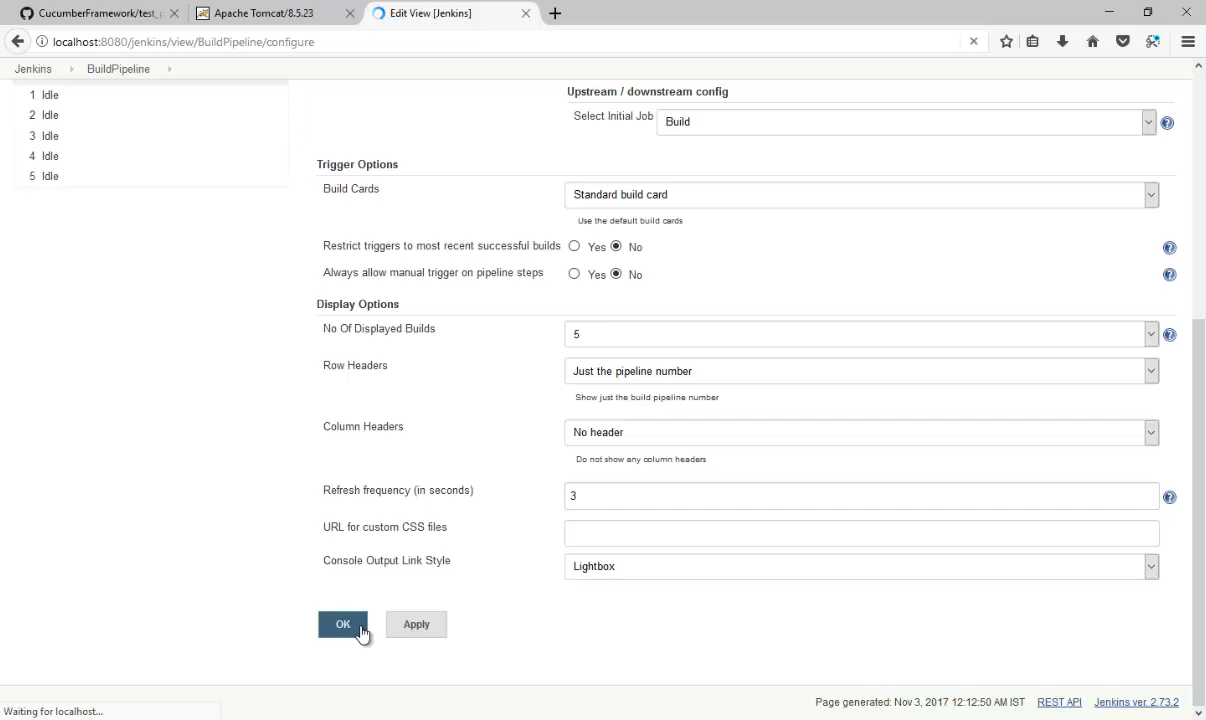 CucumberFramework/test_p
Apache Tomcat/8.5.23
Edit View [Jenkins]
localhost:8080/jenkins/view/BuildPipeline/configure
Jenkins
BuildPipeline
1 Idle
2 Idle
3 Idle
4 Idle
5 Idle
Upstream / downstream config
Select Initial Job
Build
Trigger Options
Build Cards
Standard build card
Use the default build cards
Restrict triggers to most recent successful builds
Yes No
Always allow manual trigger on pipeline steps
Yes No
Display Options
No Of Displayed Builds
5
Row Headers
Just the pipeline number
Show just the build pipeline number
Column Headers
No header
Do not show any column headers
Refresh frequency (in seconds)
3
URL for custom CSS files
Console Output Link Style
Lightbox
OK
Apply
Page generated: Nov 3, 2017 12:12:50 AM IST REST API Jenkins ver. 2.73.2
Waiting for localhost...